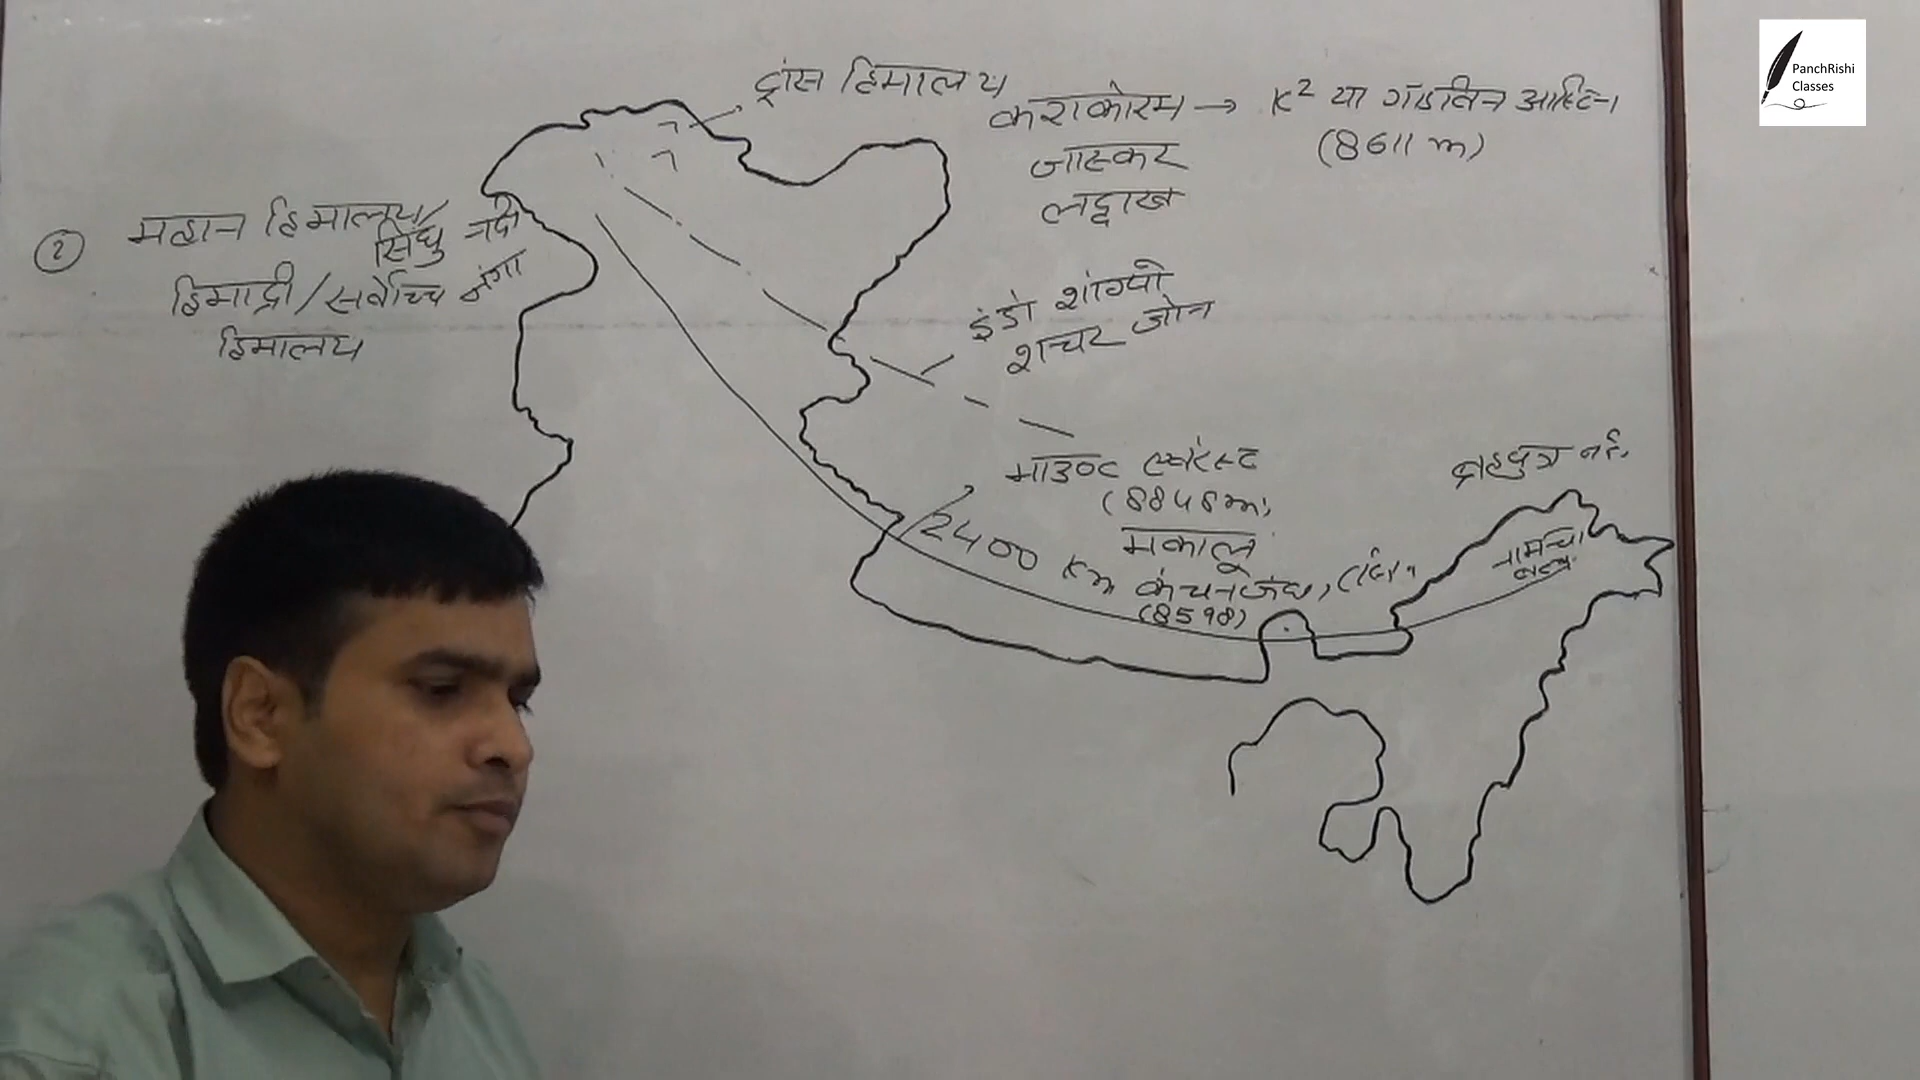 ट्रांस हिमालय
काराकोरम → K² या गॉडविन आस्टिन
(8611 m)
जास्कर
लद्दाख
② महान हिमालय/
सिंधु नदी
हिमाद्री/सर्वोच्च नंगा
हिमालय
इंडो शांग्पो
शचर जोन
माउण्ट एवरेस्ट
(8848m)
मकालू
2400 Km कंचनजंघा,
(8598)
ब्रह्मपुत्र नदी
नामचा
PanchRishi
Classes